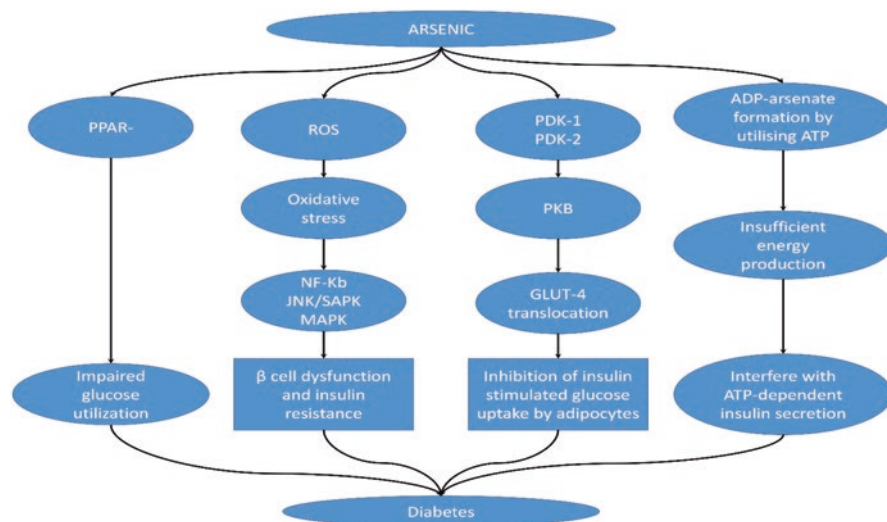 ARSENIC
PPAR-
ROS
PDK-1
PDK-2
ADP-arsenate
formation by
utilising ATP
Oxidative
stress
PKB
Insufficient
energy
production
NF-Kb
JNK/SAPK
MAPK
GLUT-4
translocation
Impaired
glucose
utilization
β cell dysfunction
and insulin
resistance
Inhibition of insulin
stimulated glucose
uptake by adipocytes
Interfere with
ATP-dependent
insulin secretion
Diabetes